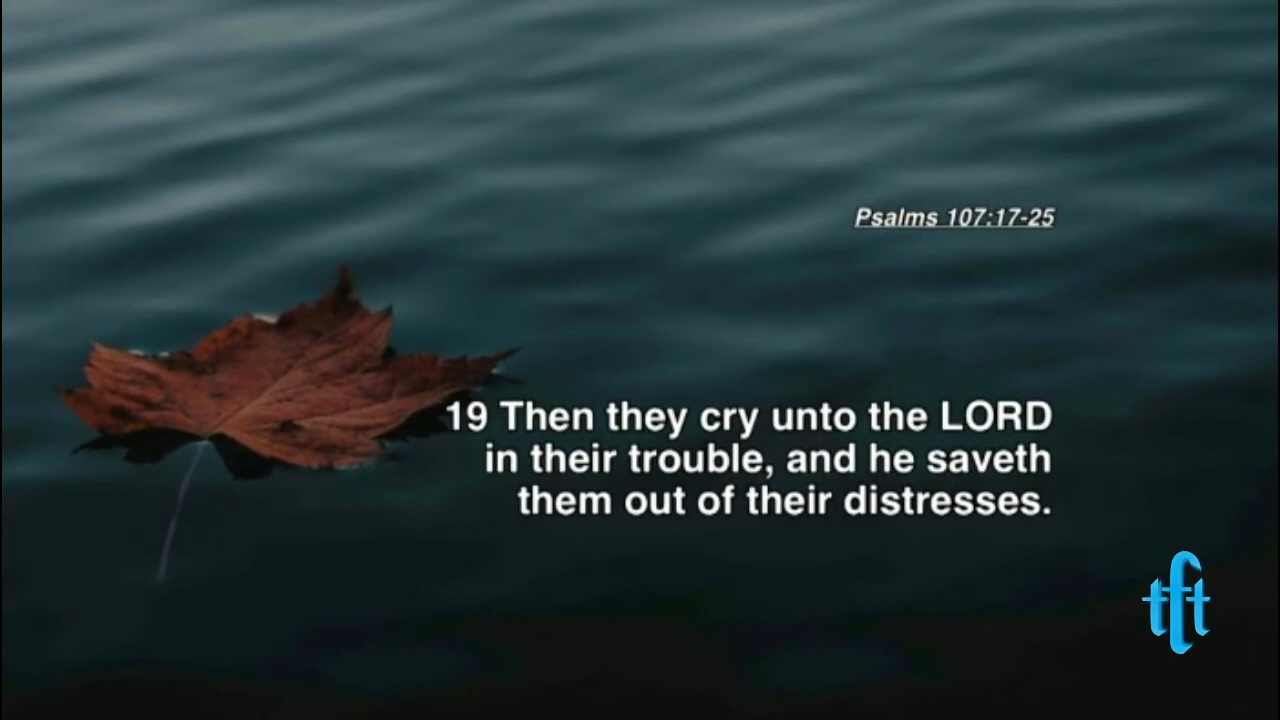 Psalms 107:17-25
19 Then they cry unto the LORD
in their trouble, and he saveth
them out of their distresses.
tft